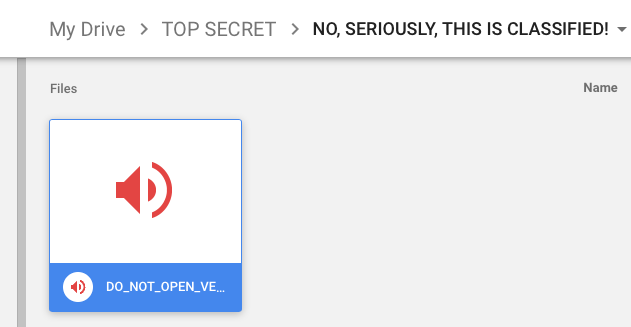 My Drive > TOP SECRET > NO, SERIOUSLY, THIS IS CLASSIFIED!
Files Name
DO_NOT_OPEN_VE...